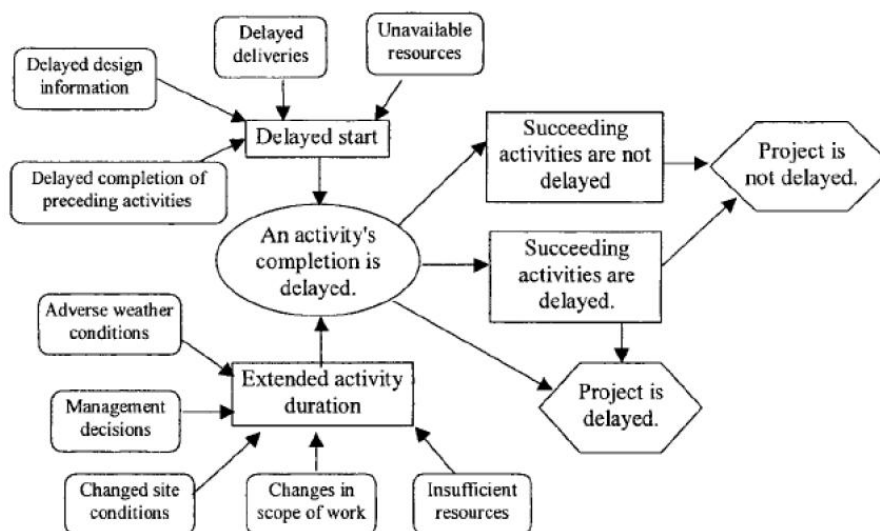 Delayed design
information
Delayed
deliveries
Unavailable
resources
Delayed start
Delayed completion of
preceding activities
An activity's
completion is
delayed.
Succeeding
activities are not
delayed
Project is
not delayed.
Succeeding
activities are
delayed.
Project is
delayed.
Adverse weather
conditions
Extended activity
duration
Management
decisions
Changed site
conditions
Changes in
scope of work
Insufficient
resources